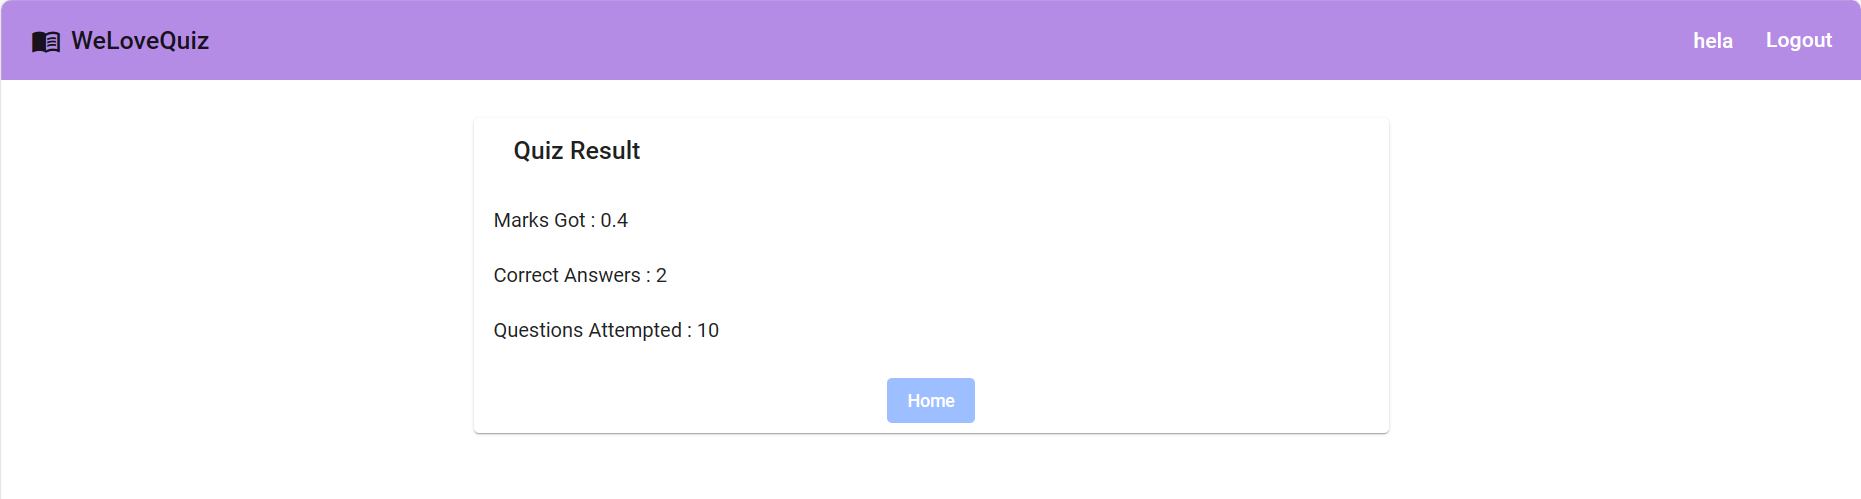 WeLoveQuiz
hela
Logout
Quiz Result
Marks Got : 0.4
Correct Answers : 2
Questions Attempted : 10
Home